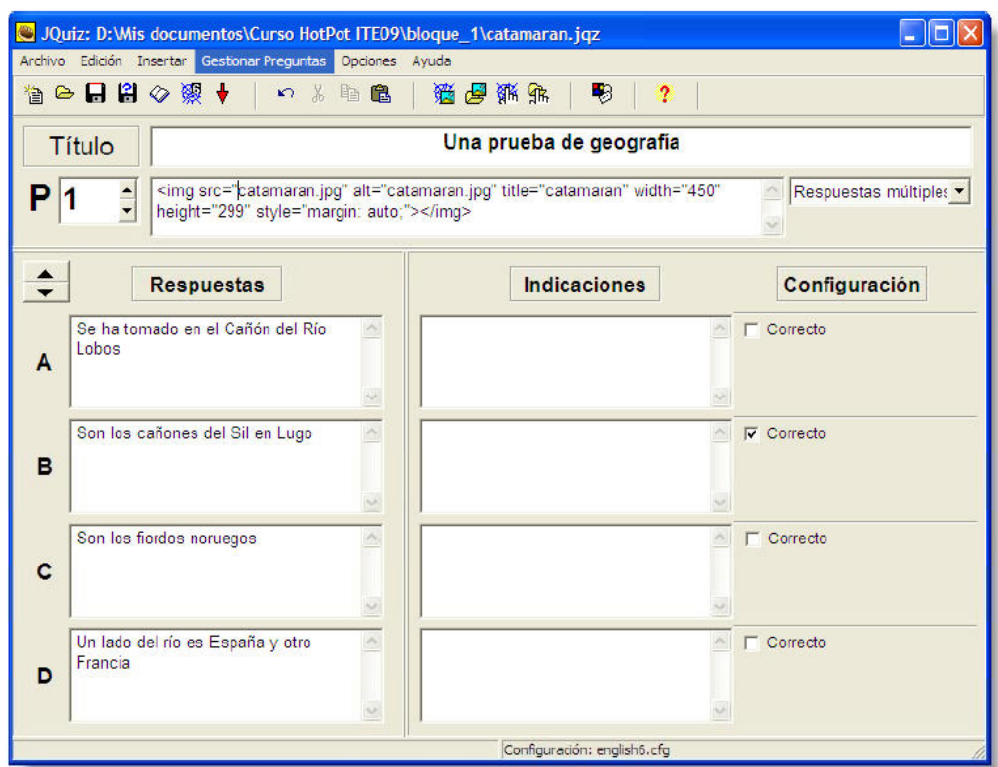 JQuiz: D:\Mis documentos\Curso HotPot ITE09\bloque_1\catamaran.jqz
Archivo Edición Insertar Gestionar Preguntas Opciones Ayuda
Título
Una prueba de geografía
P 1
<img src="catamaran.jpg" alt="catamaran.jpg" title="catamaran" width="450"
height="299" style="margin: auto;"></img>
Respuestas múltiples
Respuestas Indicaciones Configuración
A
Se ha tomado en el Cañón del Río
Lobos
Correcto
B
Son los cañones del Sil en Lugo
Correcto
C
Son los fiordos noruegos
Correcto
D
Un lado del río es España y otro
Francia
Correcto
Configuración: english6.cfg